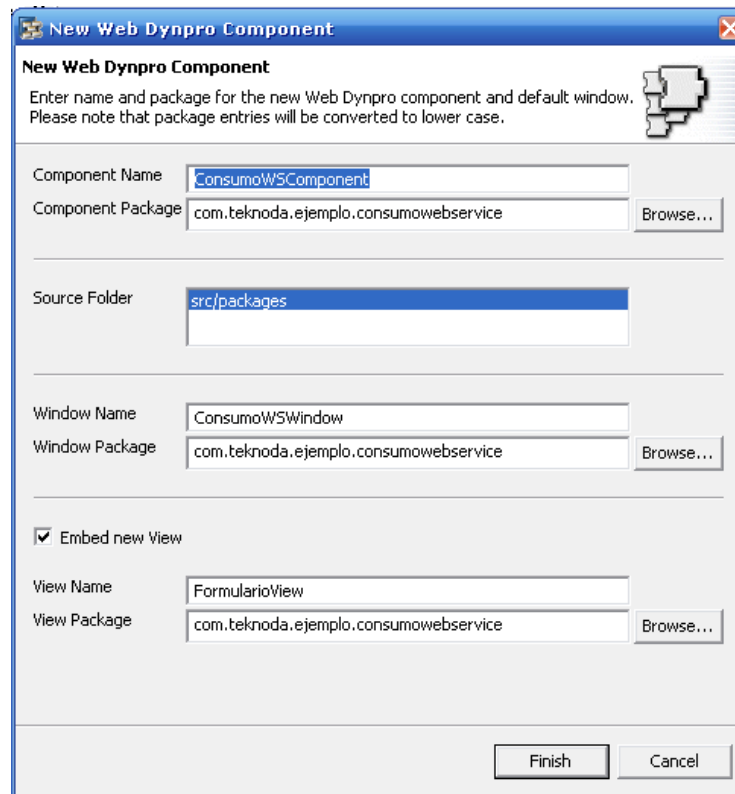 New Web Dynpro Component
New Web Dynpro Component
Enter name and package for the new Web Dynpro component and default window.
Please note that package entries will be converted to lower case.
Component Name ConsumoWSComponent
Component Package com.teknoda.ejemplo.consumowebservice Browse...
Source Folder src/packages
Window Name ConsumoWSWindow
Window Package com.teknoda.ejemplo.consumowebservice Browse...
Embed new View
View Name FormularioView
View Package com.teknoda.ejemplo.consumowebservice Browse...
Finish Cancel